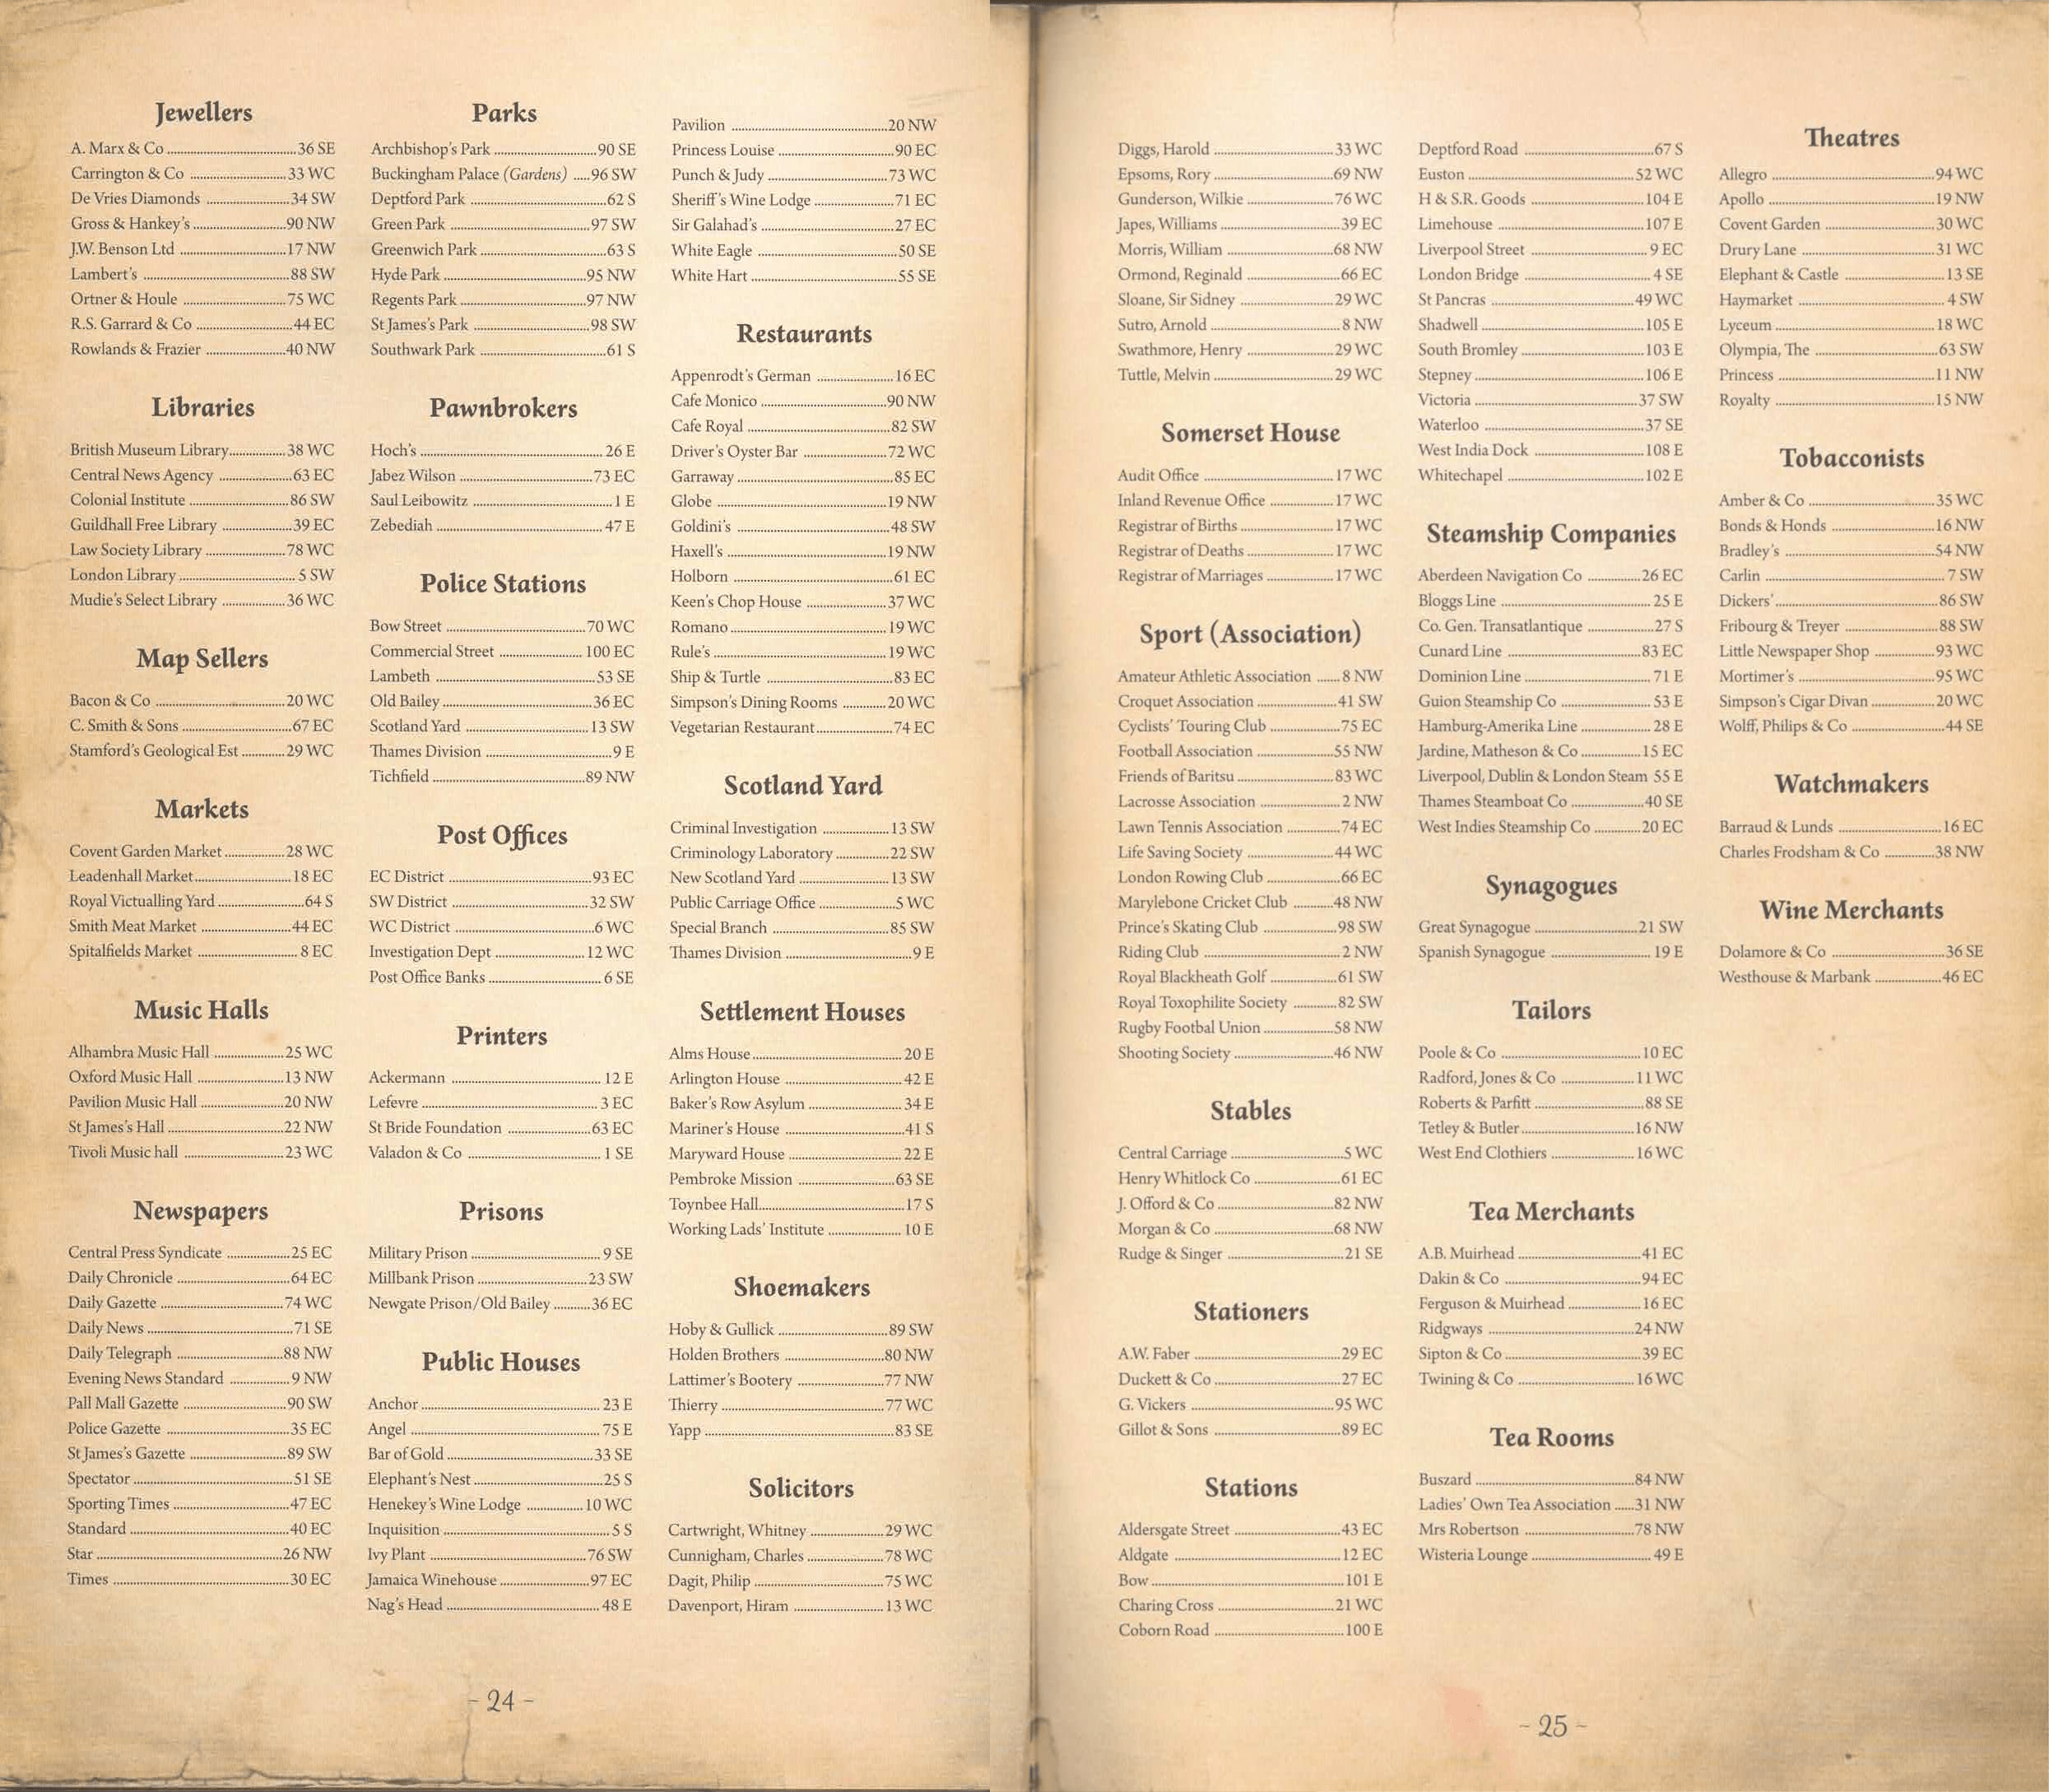 Jewellers
A. Marx & Co ..... 36 SE
Carrington & Co ..... 33 WC
De Vries Diamonds ..... 34 SW
Gross & Hankey's ..... 90 NW
J.W. Benson Ltd ..... 17 NW
Lambert's ..... 88 SW
Ortner & Houle ..... 75 WC
R.S. Garrard & Co ..... 44 EC
Rowlands & Frazier ..... 40 NW
Libraries
British Museum Library ..... 38 WC
Central News Agency ..... 63 EC
Colonial Institute ..... 86 SW
Guildhall Free Library ..... 39 EC
Law Society Library ..... 78 WC
London Library ..... 5 SW
Mudie's Select Library ..... 36 WC
Map Sellers
Bacon & Co ..... 20 WC
C. Smith & Sons ..... 67 EC
Stamford's Geological Est ..... 29 WC
Markets
Covent Garden Market ..... 28 WC
Leadenhall Market ..... 18 EC
Royal Victualling Yard ..... 64 S
Smith Meat Market ..... 44 EC
Spitalfields Market ..... 8 EC
Music Halls
Alhambra Music Hall ..... 25 WC
Oxford Music Hall ..... 13 NW
Pavilion Music Hall ..... 20 NW
St James's Hall ..... 22 NW
Tivoli Music hall ..... 23 WC
Newspapers
Central Press Syndicate ..... 25 EC
Daily Chronicle ..... 64 EC
Daily Gazette ..... 74 WC
Daily News ..... 71 SE
Daily Telegraph ..... 88 NW
Evening News Standard ..... 9 NW
Pall Mall Gazette ..... 90 SW
Police Gazette ..... 35 EC
St James's Gazette ..... 89 SW
Spectator ..... 51 SE
Sporting Times ..... 47 EC
Standard ..... 40 EC
Star ..... 26 NW
Times ..... 30 EC
Parks
Archbishop's Park ..... 90 SE
Buckingham Palace (Gardens) ..... 96 SW
Deptford Park ..... 62 S
Green Park ..... 97 SW
Greenwich Park ..... 63 S
Hyde Park ..... 95 NW
Regents Park ..... 97 NW
St James's Park ..... 98 SW
Southwark Park ..... 61 S
Pawnbrokers
Hoch's ..... 26 E
Jabez Wilson ..... 73 EC
Saul Leibowitz ..... 1 E
Zebediah ..... 47 E
Police Stations
Bow Street ..... 70 WC
Commercial Street ..... 100 EC
Lambeth ..... 53 SE
Old Bailey ..... 36 EC
Scotland Yard ..... 13 SW
Thames Division ..... 9 E
Tichfield ..... 89 NW
Post Offices
EC District ..... 93 EC
SW District ..... 32 SW
WC District ..... 6 WC
Investigation Dept ..... 12 WC
Post Office Banks ..... 6 SE
Printers
Ackermann ..... 12 E
Lefevre ..... 3 EC
St Bride Foundation ..... 63 EC
Valadon & Co ..... 1 SE
Prisons
Military Prison ..... 9 SE
Millbank Prison ..... 23 SW
Newgate Prison/Old Bailey ..... 36 EC
Public Houses
Anchor ..... 23 E
Angel ..... 75 E
Bar of Gold ..... 33 SE
Elephant's Nest ..... 25 S
Henekey's Wine Lodge ..... 10 WC
Inquisition ..... 5 S
Ivy Plant ..... 76 SW
Jamaica Winehouse ..... 97 EC
Nag's Head ..... 48 E
Pavilion ..... 20 NW
Princess Louise ..... 90 EC
Punch & Judy ..... 73 WC
Sheriff's Wine Lodge ..... 71 EC
Sir Galahad's ..... 27 EC
White Eagle ..... 50 SE
White Hart ..... 55 SE
Restaurants
Appenrodt's German ..... 16 EC
Cafe Monico ..... 90 NW
Cafe Royal ..... 82 SW
Driver's Oyster Bar ..... 72 WC
Garraway ..... 85 EC
Globe ..... 19 NW
Goldini's ..... 48 SW
Haxell's ..... 19 NW
Holborn ..... 61 EC
Keen's Chop House ..... 37 WC
Romano ..... 19 WC
Rule's ..... 19 WC
Ship & Turtle ..... 83 EC
Simpson's Dining Rooms ..... 20 WC
Vegetarian Restaurant ..... 74 EC
Scotland Yard
Criminal Investigation ..... 13 SW
Criminology Laboratory ..... 22 SW
New Scotland Yard ..... 13 SW
Public Carriage Office ..... 5 WC
Special Branch ..... 85 SW
Thames Division ..... 9 E
Settlement Houses
Alms House ..... 20 E
Arlington House ..... 42 E
Baker's Row Asylum ..... 34 E
Mariner's House ..... 41 S
Maryward House ..... 22 E
Pembroke Mission ..... 63 SE
Toynbee Hall ..... 17 S
Working Lads' Institute ..... 10 E
Shoemakers
Hoby & Gullick ..... 89 SW
Holden Brothers ..... 80 NW
Lattimer's Bootery ..... 77 NW
Thierry ..... 77 WC
Yapp ..... 83 SE
Solicitors
Cartwright, Whitney ..... 29 WC
Cunnigham, Charles ..... 78 WC
Dagit, Philip ..... 75 WC
Davenport, Hiram ..... 13 WC
- 24 -
Diggs, Harold ..... 33 WC
Epsoms, Rory ..... 69 NW
Gunderson, Wilkie ..... 76 WC
Japes, Williams ..... 39 EC
Morris, William ..... 68 NW
Ormond, Reginald ..... 66 EC
Sloane, Sir Sidney ..... 29 WC
Sutro, Arnold ..... 8 NW
Swathmore, Henry ..... 29 WC
Tuttle, Melvin ..... 29 WC
Somerset House
Audit Office ..... 17 WC
Inland Revenue Office ..... 17 WC
Registrar of Births ..... 17 WC
Registrar of Deaths ..... 17 WC
Registrar of Marriages ..... 17 WC
Sport (Association)
Amateur Athletic Association ..... 8 NW
Croquet Association ..... 41 SW
Cyclists' Touring Club ..... 75 EC
Football Association ..... 55 NW
Friends of Baritsu ..... 83 WC
Lacrosse Association ..... 2 NW
Lawn Tennis Association ..... 74 EC
Life Saving Society ..... 44 WC
London Rowing Club ..... 66 EC
Marylebone Cricket Club ..... 48 NW
Prince's Skating Club ..... 98 SW
Riding Club ..... 2 NW
Royal Blackheath Golf ..... 61 SW
Royal Toxophilite Society ..... 82 SW
Rugby Footbal Union ..... 58 NW
Shooting Society ..... 46 NW
Stables
Central Carriage ..... 5 WC
Henry Whitlock Co ..... 61 EC
J. Offord & Co ..... 82 NW
Morgan & Co ..... 68 NW
Rudge & Singer ..... 21 SE
Stationers
A.W. Faber ..... 29 EC
Duckett & Co ..... 27 EC
G. Vickers ..... 95 WC
Gillot & Sons ..... 89 EC
Stations
Aldersgate Street ..... 43 EC
Aldgate ..... 12 EC
Bow ..... 101 E
Charing Cross ..... 21 WC
Coborn Road ..... 100 E
Deptford Road ..... 67 S
Euston ..... 52 WC
H & S.R. Goods ..... 104 E
Limehouse ..... 107 E
Liverpool Street ..... 9 EC
London Bridge ..... 4 SE
St Pancras ..... 49 WC
Shadwell ..... 105 E
South Bromley ..... 103 E
Stepney ..... 106 E
Victoria ..... 37 SW
Waterloo ..... 37 SE
West India Dock ..... 108 E
Whitechapel ..... 102 E
Steamship Companies
Aberdeen Navigation Co ..... 26 EC
Bloggs Line ..... 25 E
Co. Gen. Transatlantique ..... 27 S
Cunard Line ..... 83 EC
Dominion Line ..... 71 E
Guion Steamship Co ..... 53 E
Hamburg-Amerika Line ..... 28 E
Jardine, Matheson & Co ..... 15 EC
Liverpool, Dublin & London Steam 55 E
Thames Steamboat Co ..... 40 SE
West Indies Steamship Co ..... 20 EC
Synagogues
Great Synagogue ..... 21 SW
Spanish Synagogue ..... 19 E
Tailors
Poole & Co ..... 10 EC
Radford, Jones & Co ..... 11 WC
Roberts & Parfitt ..... 88 SE
Tetley & Butler ..... 16 NW
West End Clothiers ..... 16 WC
Tea Merchants
A.B. Muirhead ..... 41 EC
Dakin & Co ..... 94 EC
Ferguson & Muirhead ..... 16 EC
Ridgways ..... 24 NW
Sipton & Co ..... 39 EC
Twining & Co ..... 16 WC
Tea Rooms
Buszard ..... 84 NW
Ladies' Own Tea Association ..... 31 NW
Mrs Robertson ..... 78 NW
Wisteria Lounge ..... 49 E
Theatres
Allegro ..... 94 WC
Apollo ..... 19 NW
Covent Garden ..... 30 WC
Drury Lane ..... 31 WC
Elephant & Castle ..... 13 SE
Haymarket ..... 4 SW
Lyceum ..... 18 WC
Olympia, The ..... 63 SW
Princess ..... 11 NW
Royalty ..... 15 NW
Tobacconists
Amber & Co ..... 35 WC
Bonds & Honds ..... 16 NW
Bradley's ..... 54 NW
Carlin ..... 7 SW
Dickers' ..... 86 SW
Fribourg & Treyer ..... 88 SW
Little Newspaper Shop ..... 93 WC
Mortimer's ..... 95 WC
Simpson's Cigar Divan ..... 20 WC
Wolff, Philips & Co ..... 44 SE
Watchmakers
Barraud & Lunds ..... 16 EC
Charles Frodsham & Co ..... 38 NW
Wine Merchants
Dolamore & Co ..... 36 SE
Westhouse & Marbank ..... 46 EC
- 25 -